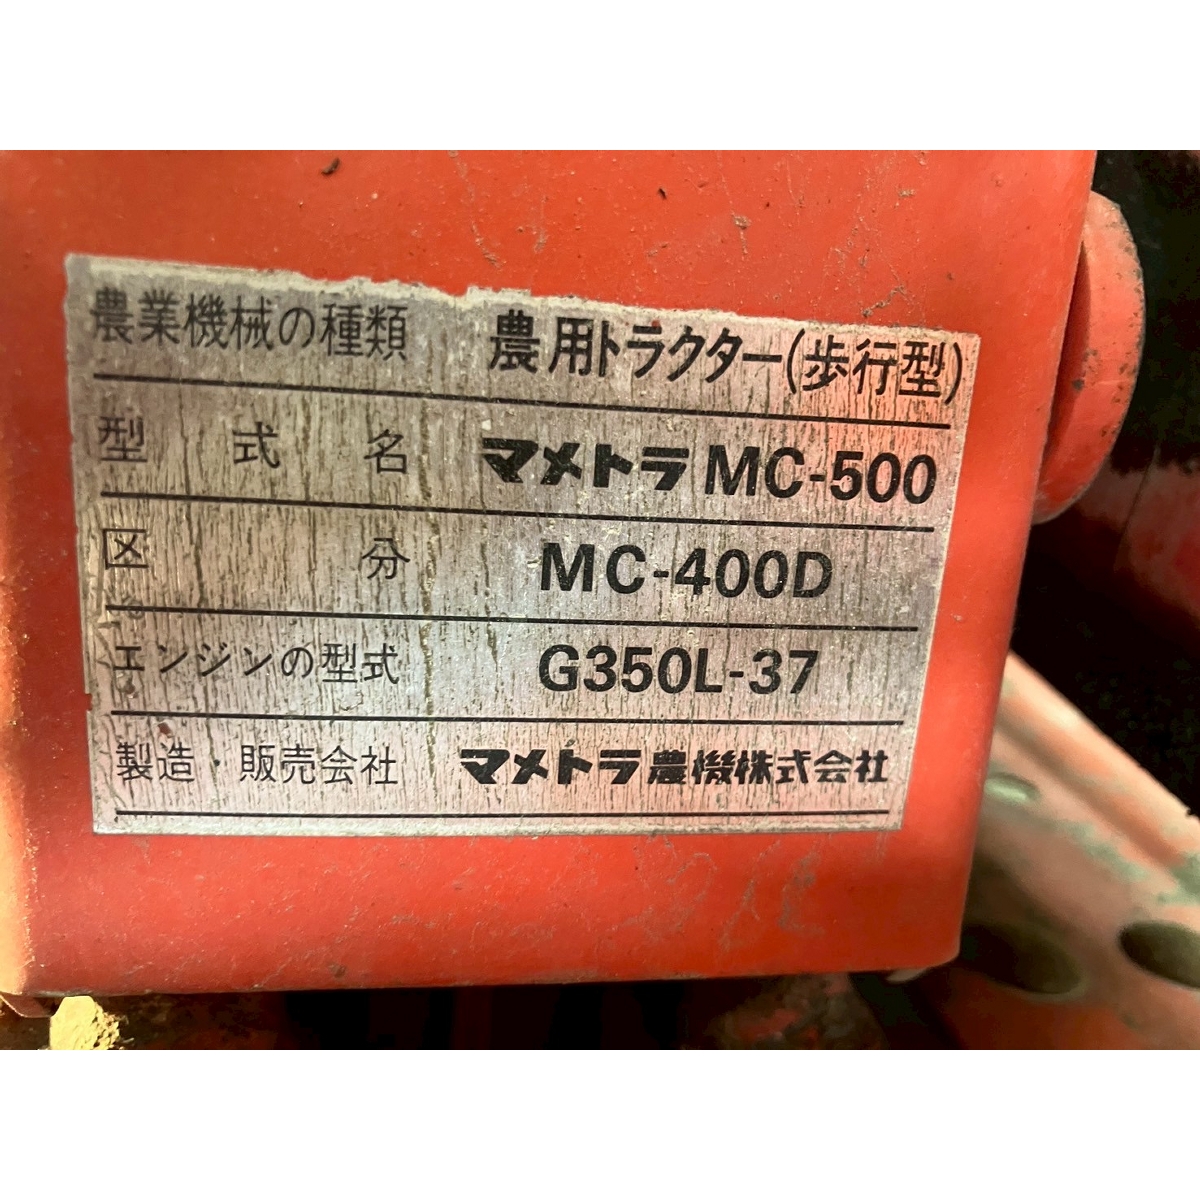 農業機械の種類 農用トラクター(歩行型)
型式名 マメトラ MC-500
区分 MC-400D
エンジンの型式 G350L-37
製造・販売会社 マメトラ農機株式会社